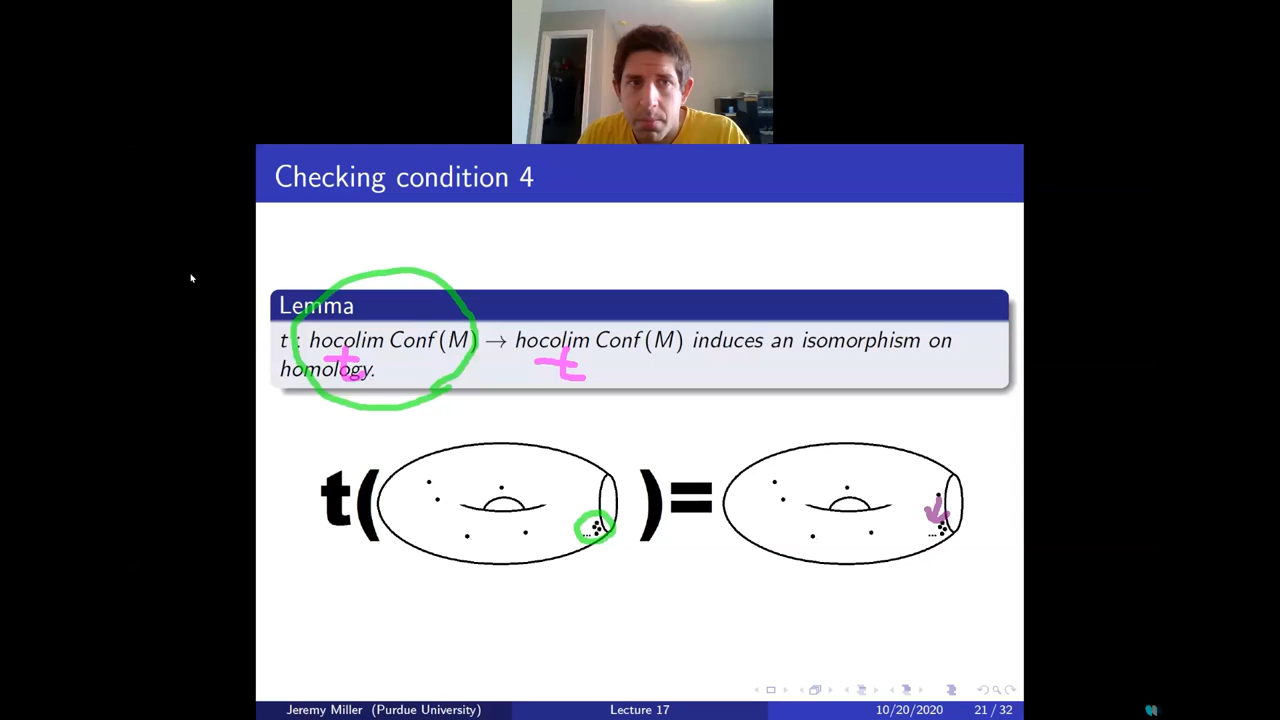 Checking condition 4
Lemma
t : hocolim Conf(M) → hocolim Conf(M) induces an isomorphism on
t t
homology.
t( )=
... ...
Jeremy Miller (Purdue University) Lecture 17 10/20/2020 21 / 32